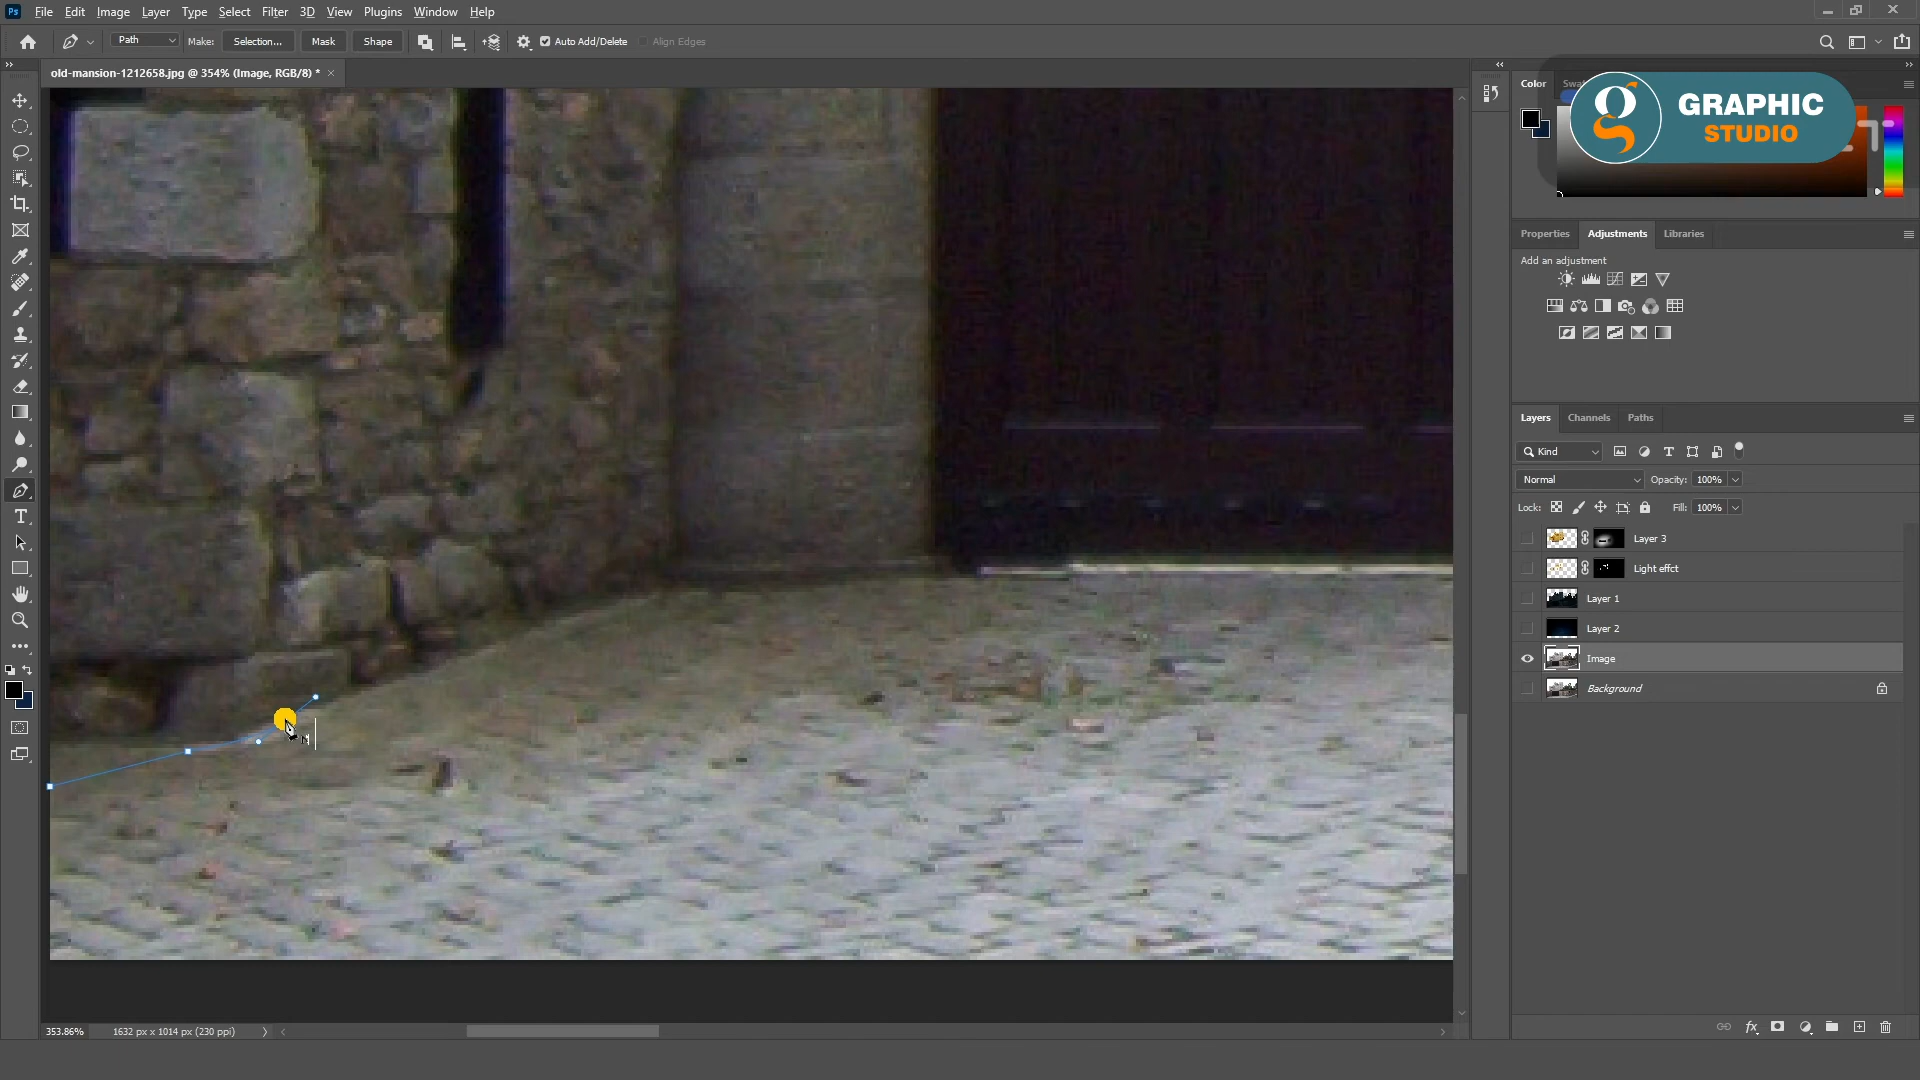 Ps File Edit Image Layer Type Select Filter 3D View Plugins Window Help
Path Make: Selection... Mask Shape Auto Add/Delete Align Edges
old-mansion-1212658.jpg @ 354% (Image, RGB/8) * ×
Color
GRAPHIC
STUDIO
Properties Adjustments Libraries
Add an adjustment
Layers Channels Paths
Kind
Normal Opacity: 100%
Lock: Fill: 100%
Layer 3
Light effct
Layer 1
Layer 2
Image
Background
353.86% 1632 px x 1014 px (230 ppi)